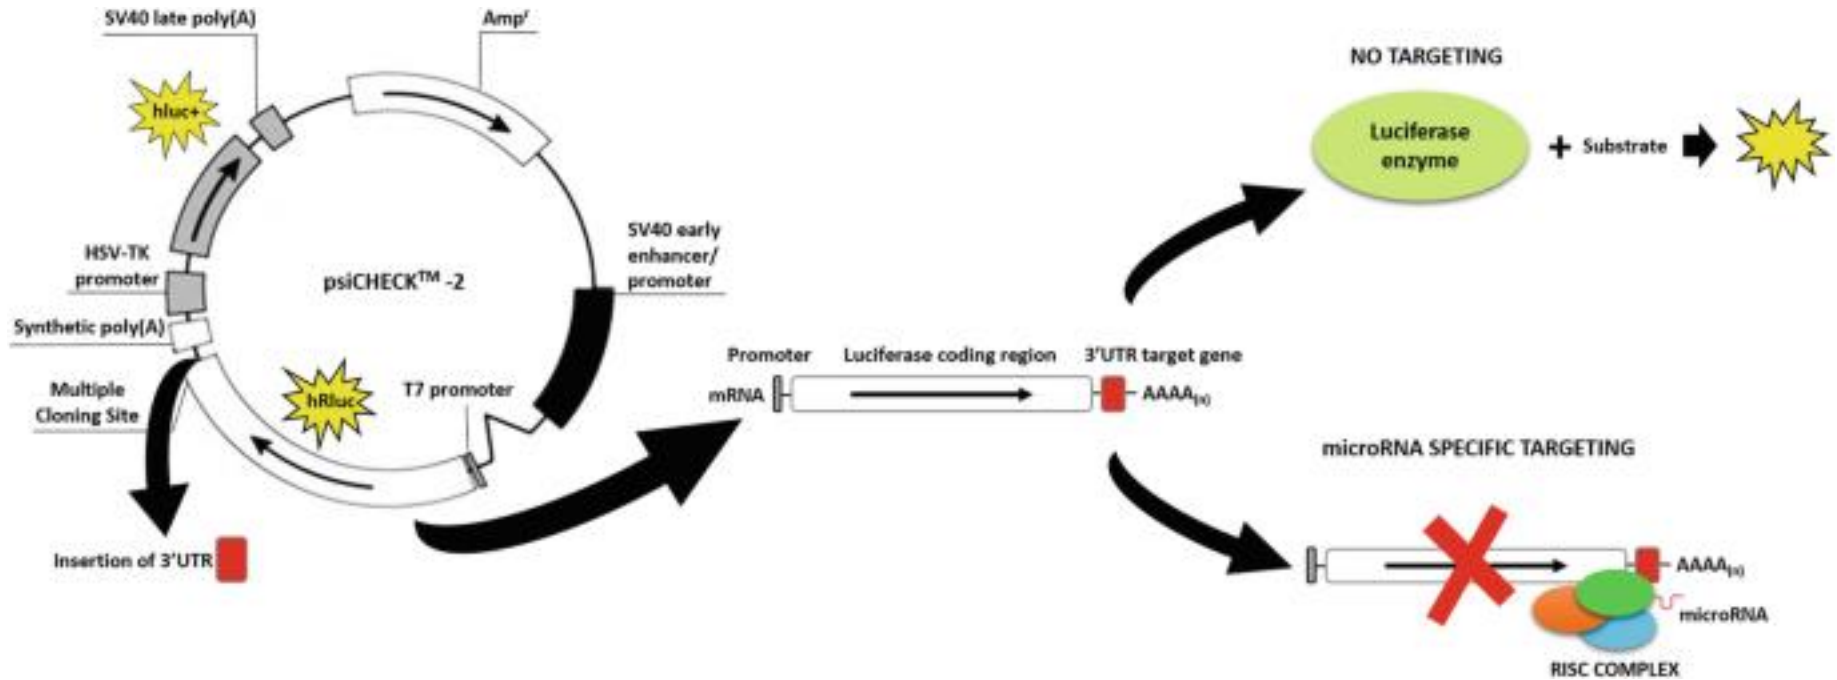 SV40 late poly(A)
Ampʳ
hluc+
HSV-TK
promoter
Synthetic poly(A)
Multiple
Cloning Site
psiCHECK™ -2
SV40 early
enhancer/
promoter
hRluc
T7 promoter
Insertion of 3'UTR
Promoter
Luciferase coding region
3'UTR target gene
mRNA
AAAA(n)
NO TARGETING
Luciferase
enzyme
+ Substrate
microRNA SPECIFIC TARGETING
AAAA(n)
microRNA
RISC COMPLEX